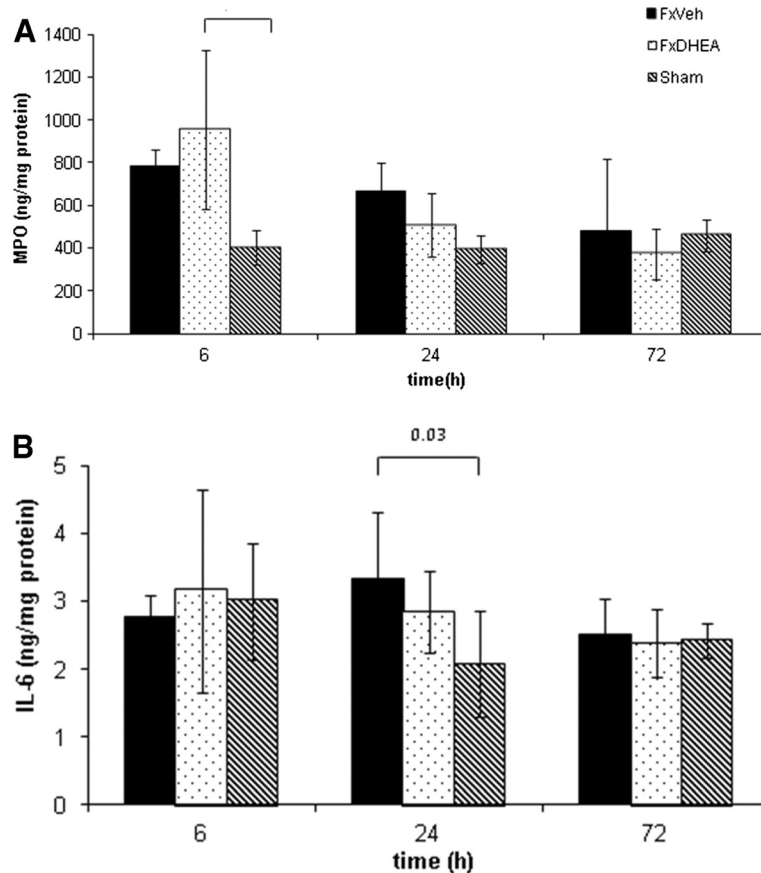 A
FxVeh
FxDHEA
Sham
MPO (ng/mg protein)
1400
1200
1000
800
600
400
200
0
6
24
72
time(h)
B
0.03
IL-6 (ng/mg protein)
5
4
3
2
1
0
6
24
72
time (h)